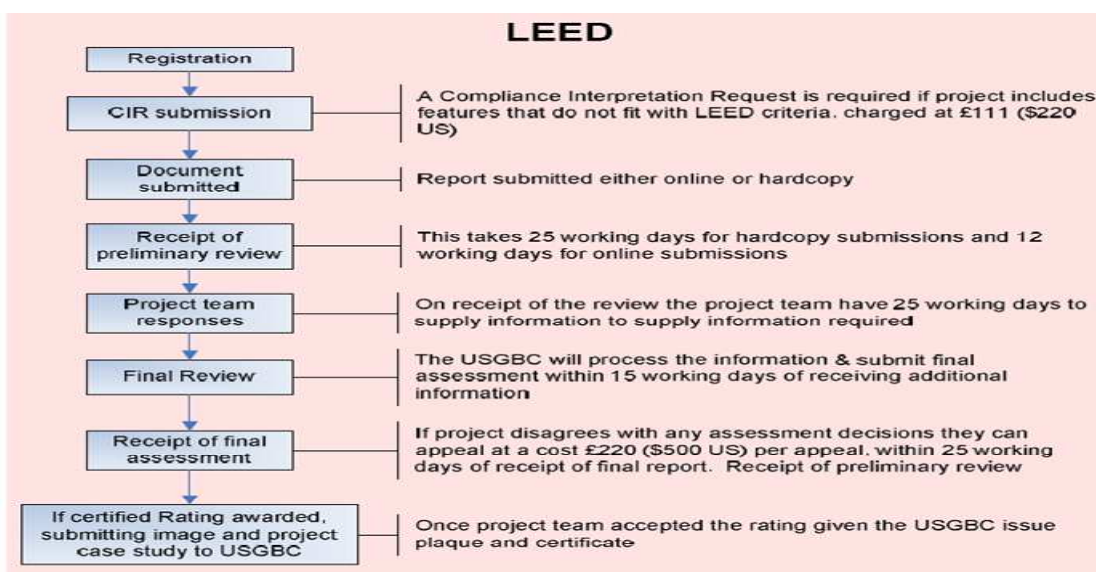 LEED
Registration
CIR submission
A Compliance Interpretation Request is required if project includes
features that do not fit with LEED criteria, charged at £111 ($220
US)
Document
submitted
Report submitted either online or hardcopy
Receipt of
preliminary review
This takes 25 working days for hardcopy submissions and 12
working days for online submissions
Project team
responses
On receipt of the review the project team have 25 working days to
supply information to supply information required
Final Review
The USGBC will process the information & submit final
assessment within 15 working days of receiving additional
information
Receipt of final
assessment
If project disagrees with any assessment decisions they can
appeal at a cost £220 ($500 US) per appeal, within 25 working
days of receipt of final report. Receipt of preliminary review
If certified Rating awarded,
submitting image and project
case study to USGBC
Once project team accepted the rating given the USGBC issue
plaque and certificate